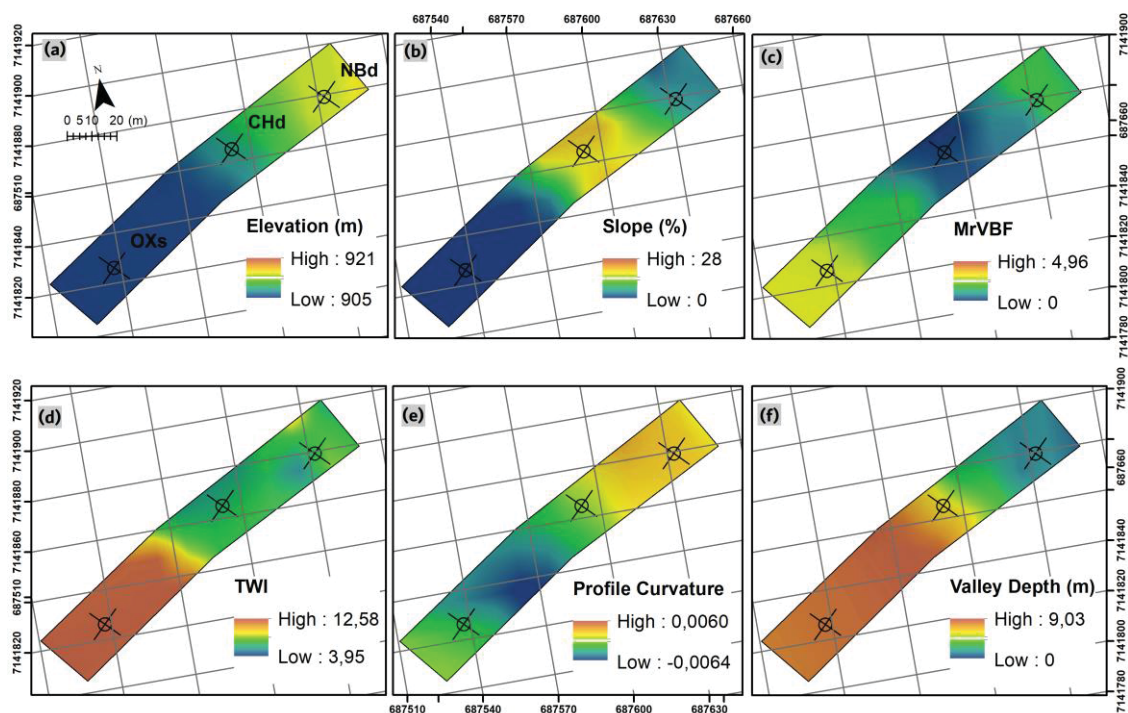 687540 687570 687600 687630 687660
(a)
N
0 510 20 (m)
NBd
CHd
OXs
Elevation (m)
High : 921
Low : 905
7141920
7141900
7141880
687510
7141840
7141820
(b)
Slope (%)
High : 28
Low : 0
(c)
MrVBF
High : 4,96
Low : 0
7141900
687660
7141840
7141820
7141800
7141780
(d)
TWI
High : 12,58
Low : 3,95
7141920
7141900
7141880
7141860
687510
7141820
(e)
Profile Curvature
High : 0,0060
Low : -0,0064
(f)
Valley Depth (m)
High : 9,03
Low : 0
7141900
687660
7141840
7141820
7141800
7141780
687510 687540 687570 687600 687630